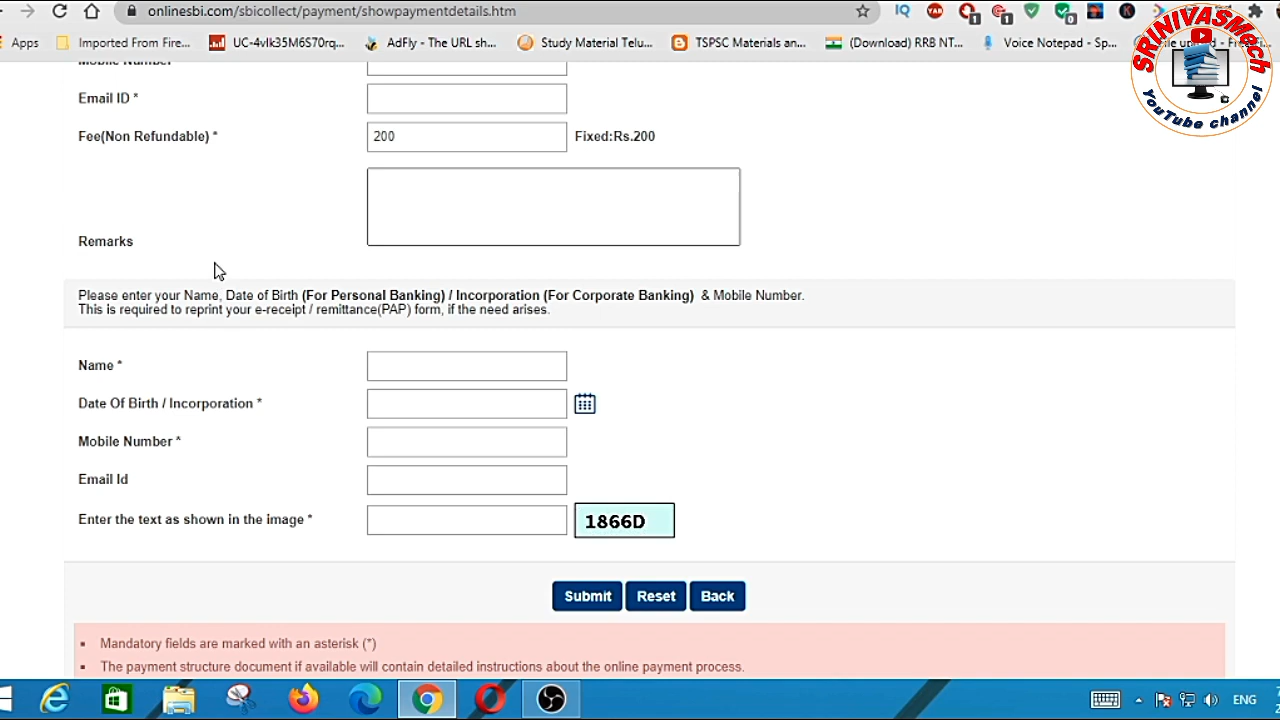 onlinesbi.com/sbicollect/payment/showpaymentdetails.htm
Apps
Imported From Fire...
UC-4vlk35M6S70rq...
AdFly - The URL sh...
Study Material Telu...
TSPSC Materials an...
(Download) RRB NT...
Voice Notepad - Sp...
SRINIVASMech
YouTube channel
Mobile Number
Email ID *
Fee(Non Refundable) *
200
Fixed:Rs.200
Remarks
Please enter your Name, Date of Birth (For Personal Banking) / Incorporation (For Corporate Banking) & Mobile Number.
This is required to reprint your e-receipt / remittance(PAP) form, if the need arises.
Name *
Date Of Birth / Incorporation *
Mobile Number *
Email Id
Enter the text as shown in the image *
1866D
Submit
Reset
Back
Mandatory fields are marked with an asterisk (*)
The payment structure document if available will contain detailed instructions about the online payment process.
ENG